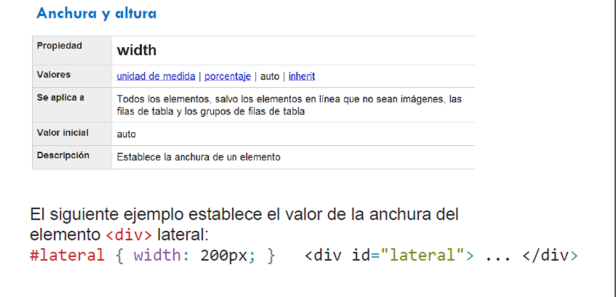 Anchura y altura
Propiedad width
Valores unidad de medida | porcentaje | auto | inherit
Se aplica a Todos los elementos, salvo los elementos en línea que no sean imágenes, las
filas de tabla y los grupos de filas de tabla
Valor inicial auto
Descripción Establece la anchura de un elemento
El siguiente ejemplo establece el valor de la anchura del
elemento <div> lateral:
#lateral { width: 200px; } <div id="lateral"> ... </div>